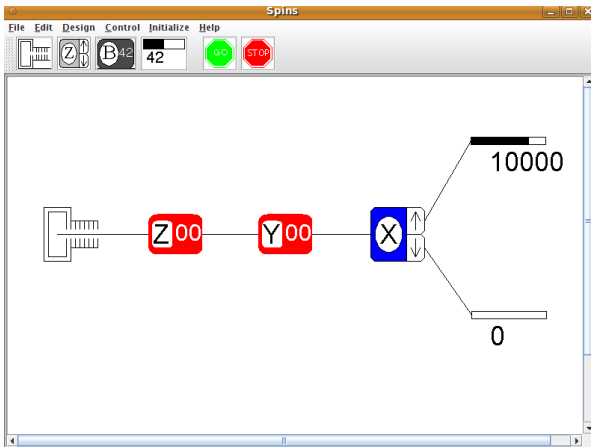 Spins
File Edit Design Control Initialize Help
Z B 42 42 GO STOP
10000
Z 00 Y 00 X
0